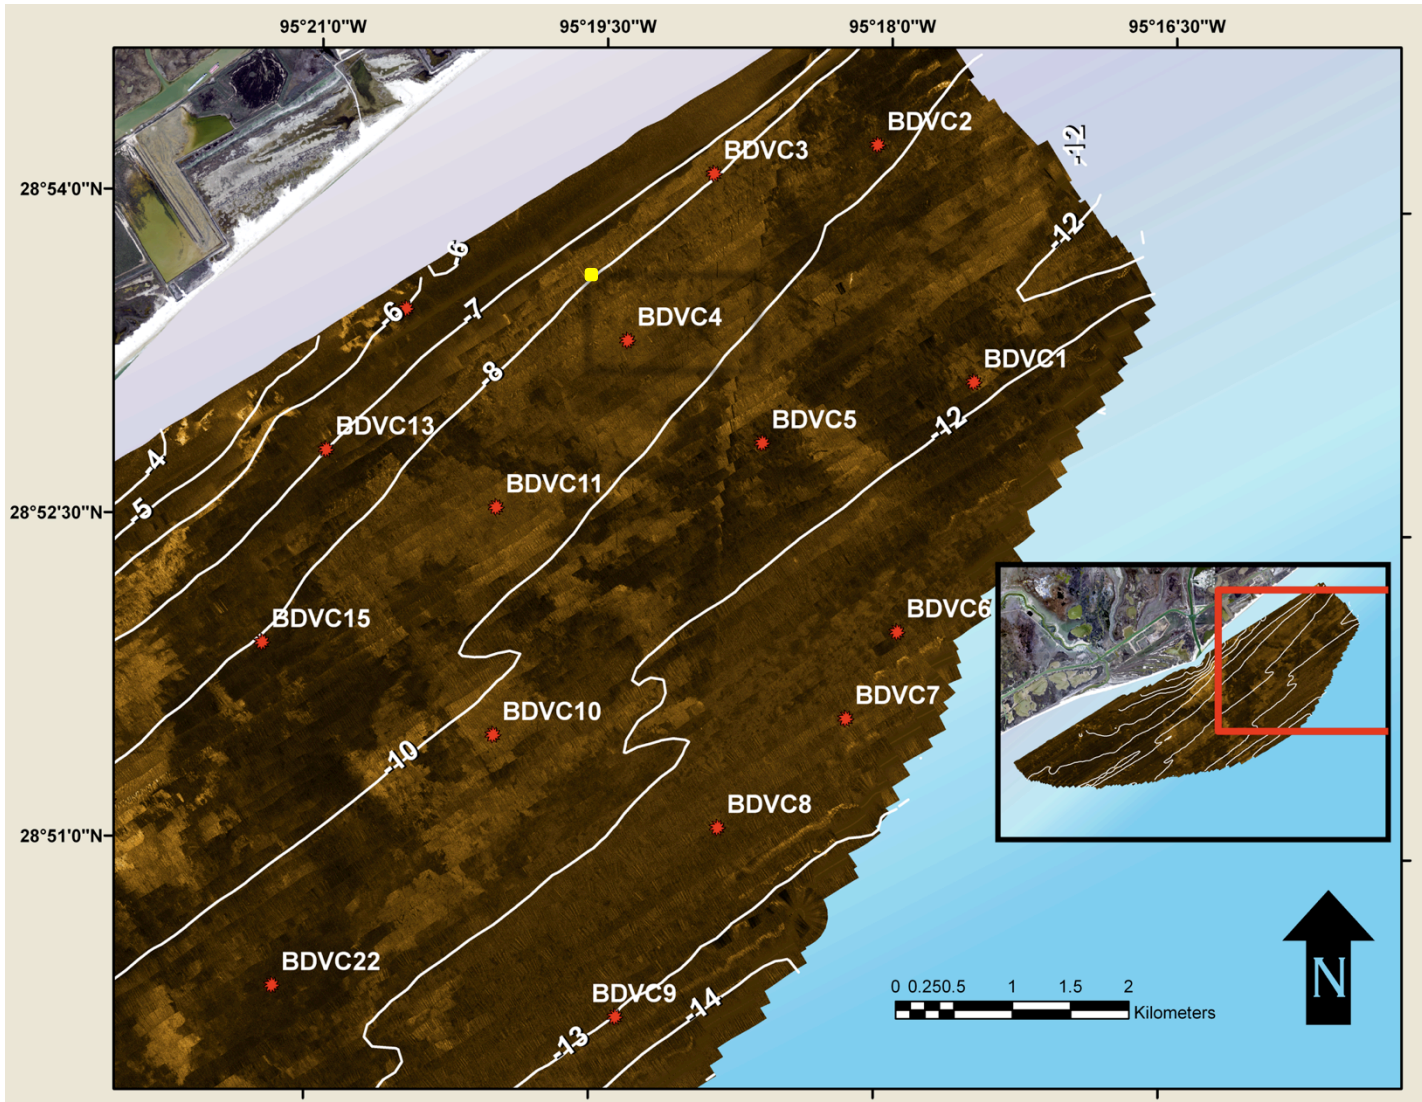 95°21'0"W
95°19'30"W
95°18'0"W
95°16'30"W
BDVC2
-12
BDVC3
28°54'0"N
-12
-6
-6
-7
BDVC4
-8
BDVC1
BDVC13
BDVC5
-12
-4
BDVC11
-5
28°52'30"N
BDVC15
BDVC6
BDVC7
BDVC10
-10
BDVC8
28°51'0"N
BDVC22
BDVC9
-14
-13
0 0.25 0.5 1 1.5 2
Kilometers
N